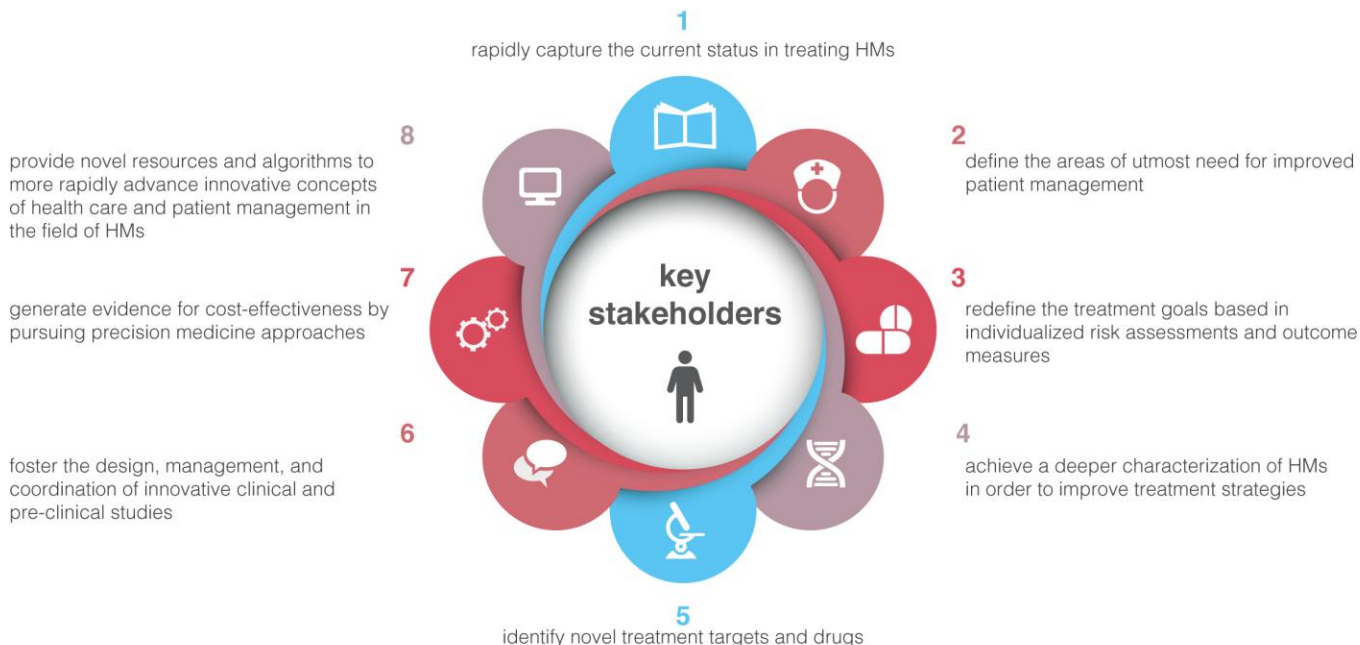 1
rapidly capture the current status in treating HMs
2
define the areas of utmost need for improved
patient management
3
redefine the treatment goals based in
individualized risk assessments and outcome
measures
4
achieve a deeper characterization of HMs
in order to improve treatment strategies
5
identify novel treatment targets and drugs
6
foster the design, management, and
coordination of innovative clinical and
pre-clinical studies
7
generate evidence for cost-effectiveness by
pursuing precision medicine approaches
8
provide novel resources and algorithms to
more rapidly advance innovative concepts
of health care and patient management in
the field of HMs
key
stakeholders